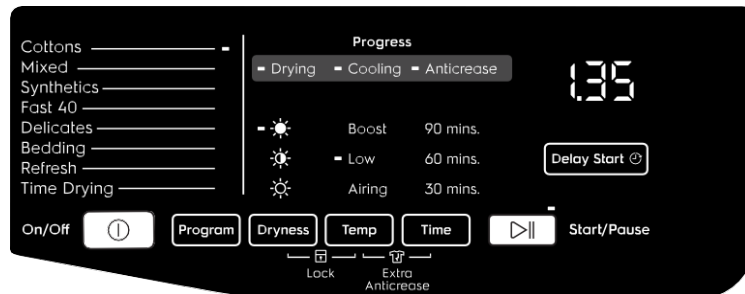 Cottons
Mixed
Synthetics
Fast 40
Delicates
Bedding
Refresh
Time Drying
Progress
Drying Cooling Anticrease
Boost 90 mins.
Low 60 mins.
Airing 30 mins.
1.35
Delay Start
On/Off Program Dryness Temp Time Start/Pause
Lock Extra
Anticrease